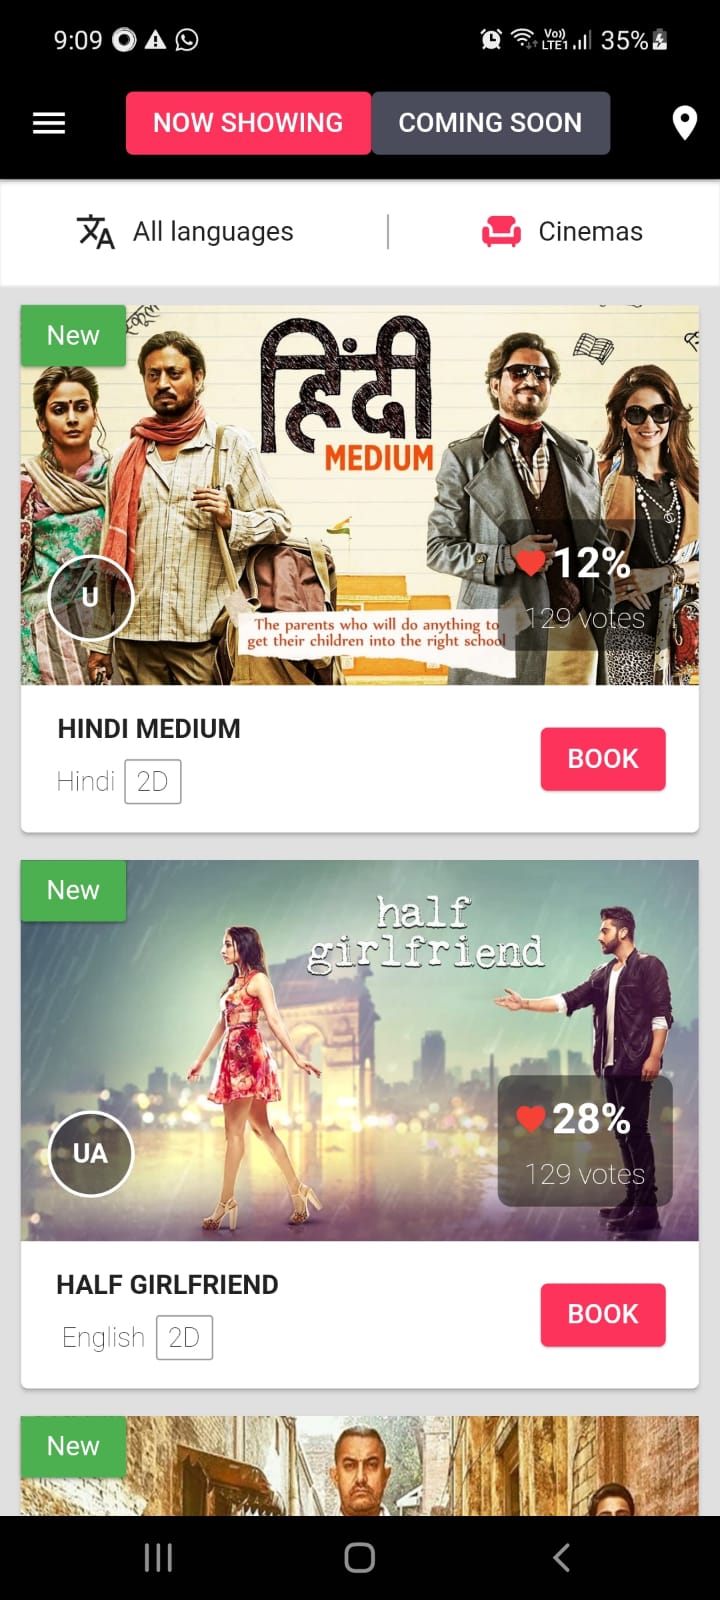 9:09 Vo)) LTE1 35%
NOW SHOWING COMING SOON
All languages | Cinemas
New
हिंदी
MEDIUM
12%
U
129 votes
The parents who will do anything to
get their children into the right school
HINDI MEDIUM
BOOK
Hindi 2D
New
half
girlfriend
28%
UA
129 votes
HALF GIRLFRIEND
BOOK
English 2D
New